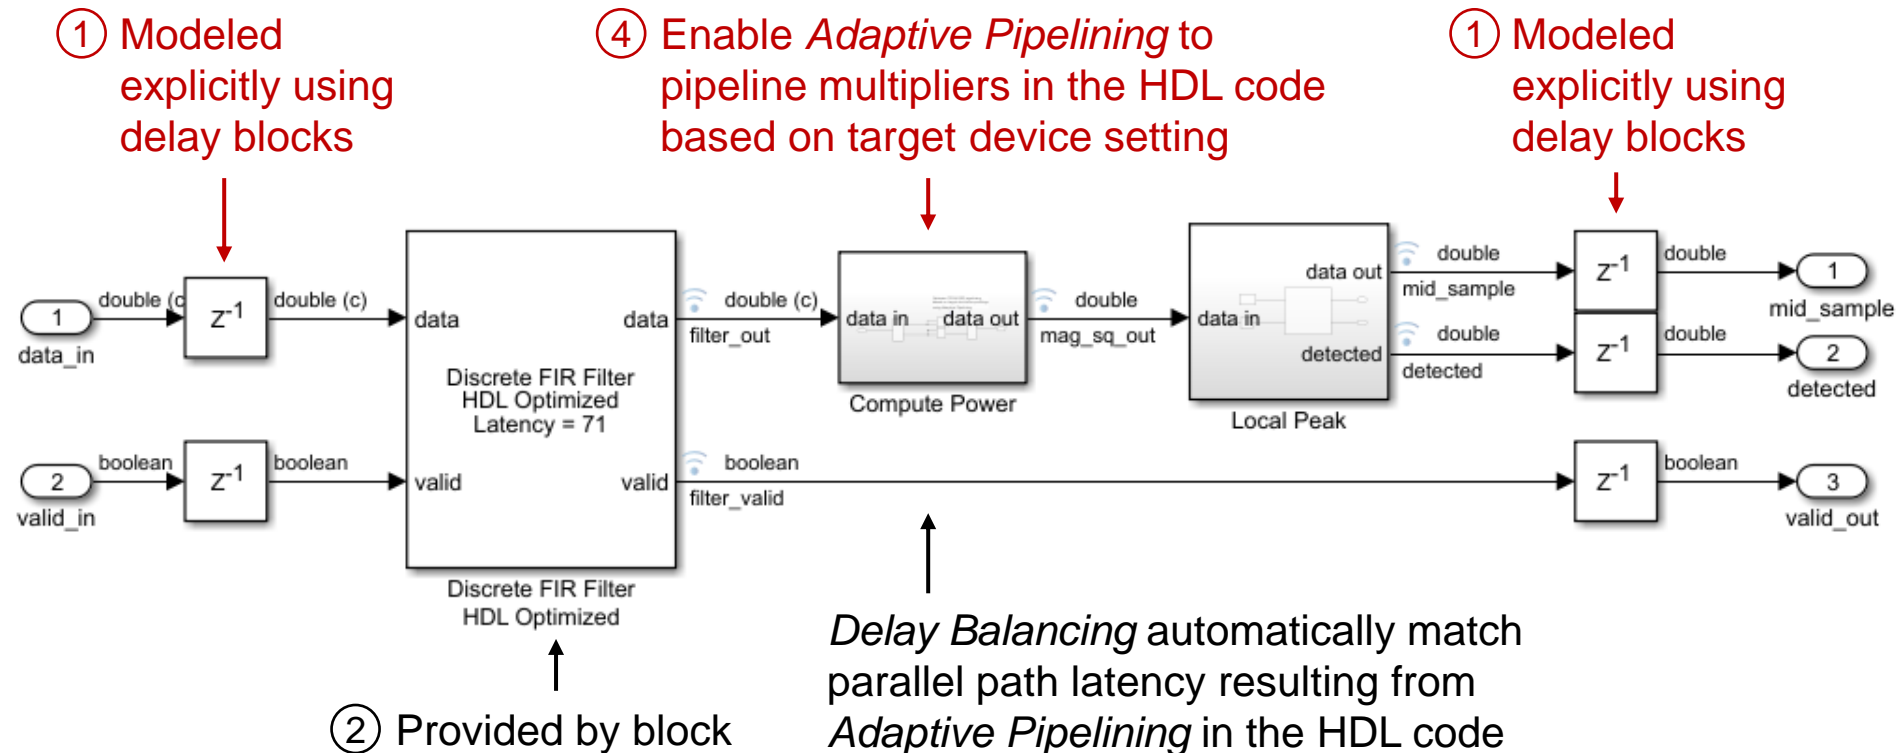 ① Modeled
explicitly using
delay blocks
④ Enable Adaptive Pipelining to
pipeline multipliers in the HDL code
based on target device setting
① Modeled
explicitly using
delay blocks
1
data_in
double (c
Z-1
double (c)
2
valid_in
boolean
Z-1
boolean
data
data
Discrete FIR Filter
HDL Optimized
Latency = 71
valid
valid
Discrete FIR Filter
HDL Optimized
double (c)
filter_out
boolean
filter_valid
data in
data out
Compute Power
double
mag_sq_out
data in
data out
detected
Local Peak
double
mid_sample
double
detected
Z-1
double
1
mid_sample
Z-1
double
2
detected
Z-1
boolean
3
valid_out
② Provided by block
Delay Balancing automatically match
parallel path latency resulting from
Adaptive Pipelining in the HDL code